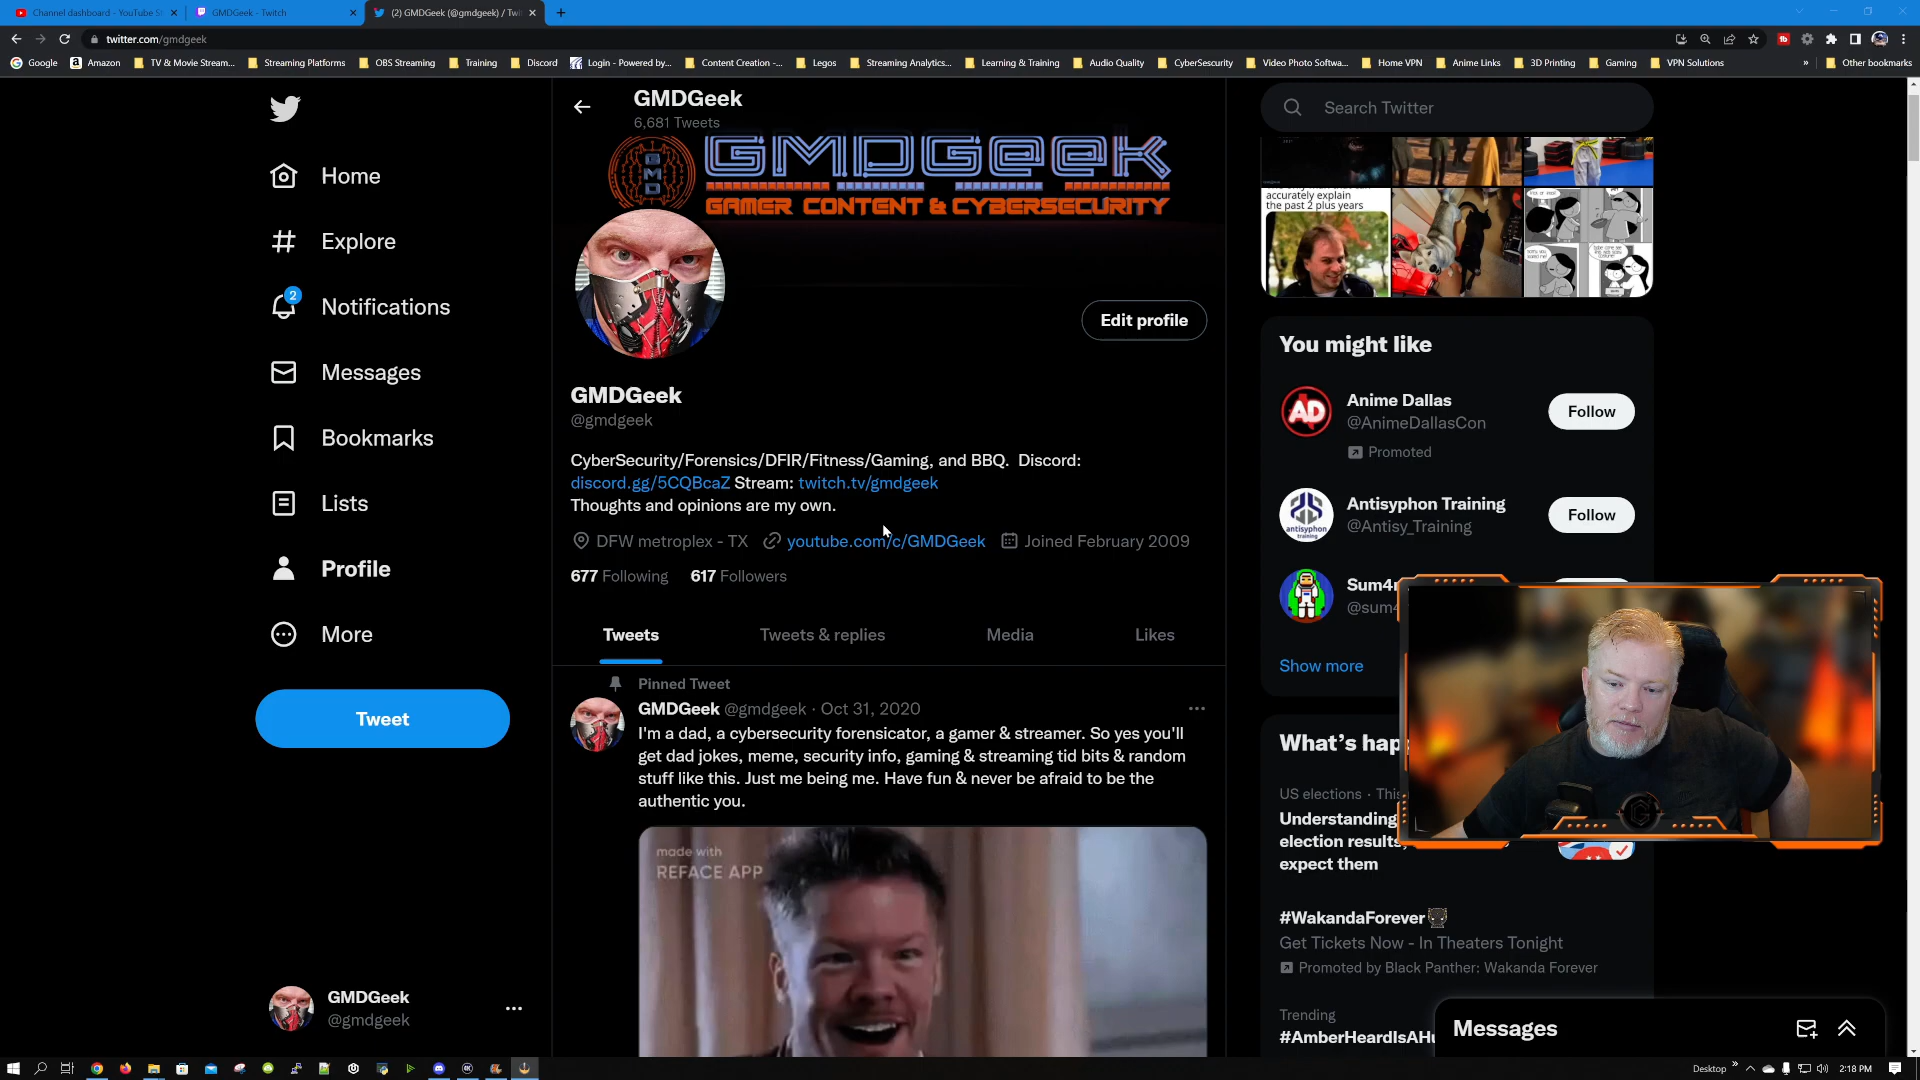 Channel dashboard - YouTube St
GMDGeek - Twitch
(2) GMDGeek (@gmdgeek) / Twi
twitter.com/gmdgeek
Google
Amazon
TV & Movie Stream...
Streaming Platforms
OBS Streaming
Training
Discord
Login - Powered by...
Content Creation -...
Legos
Streaming Analytics...
Learning & Training
Audio Quality
CyberSescurity
Video Photo Softwa...
Home VPN
Anime Links
3D Printing
Gaming
VPN Solutions
»
Other bookmarks
Home
Explore
2
Notifications
Messages
Bookmarks
Lists
Profile
More
Tweet
GMDGeek
@gmdgeek
GMDGeek
6,681 Tweets
GMD
GMDGeek
GAMER CONTENT & CYBERSECURITY
Edit profile
GMDGeek
@gmdgeek
CyberSecurity/Forensics/DFIR/Fitness/Gaming, and BBQ. Discord:
discord.gg/5CQBcaZ Stream: twitch.tv/gmdgeek
Thoughts and opinions are my own.
DFW metroplex - TX
youtube.com/c/GMDGeek
Joined February 2009
677 Following
617 Followers
Tweets
Tweets & replies
Media
Likes
Pinned Tweet
GMDGeek @gmdgeek · Oct 31, 2020
I'm a dad, a cybersecurity forensicator, a gamer & streamer. So yes you'll
get dad jokes, meme, security info, gaming & streaming tid bits & random
stuff like this. Just me being me. Have fun & never be afraid to be the
authentic you.
made with
REFACE APP
Search Twitter
accurately explain
the past 2 plus years
You might like
AD
Anime Dallas
@AnimeDallasCon
Promoted
Follow
antisyphon
training
Antisyphon Training
@Antisy_Training
Follow
Sum4r
@sum4
Show more
What's hap
US elections · This
Understanding
election results,
expect them
#WakandaForever
Get Tickets Now - In Theaters Tonight
Promoted by Black Panther: Wakanda Forever
Trending
#AmberHeardIsAHu
Messages
Desktop
2:18 PM